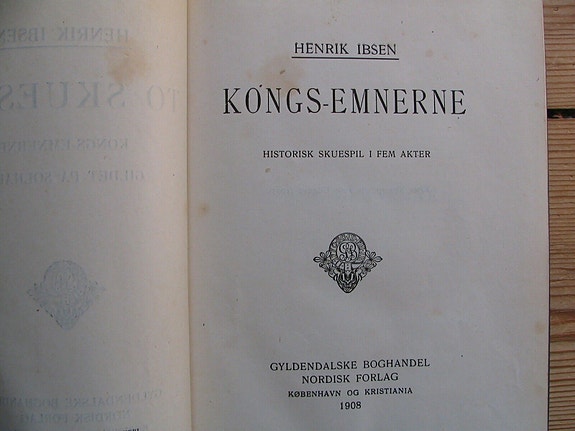 HENRIK IBSEN
KONGS-EMNERNE
HISTORISK SKUESPIL I FEM AKTER
GYLDENDALSKE BOGHANDEL
NORDISK FORLAG
KØBENHAVN OG KRISTIANIA
1908